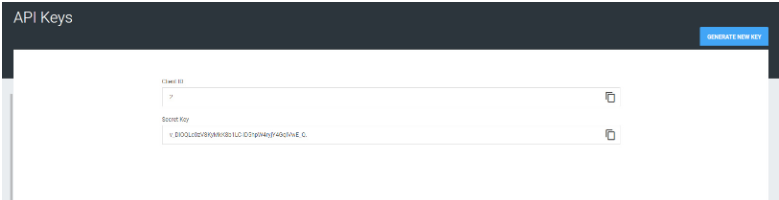 API Keys
GENERATE NEW KEY
Client ID
Secret Key